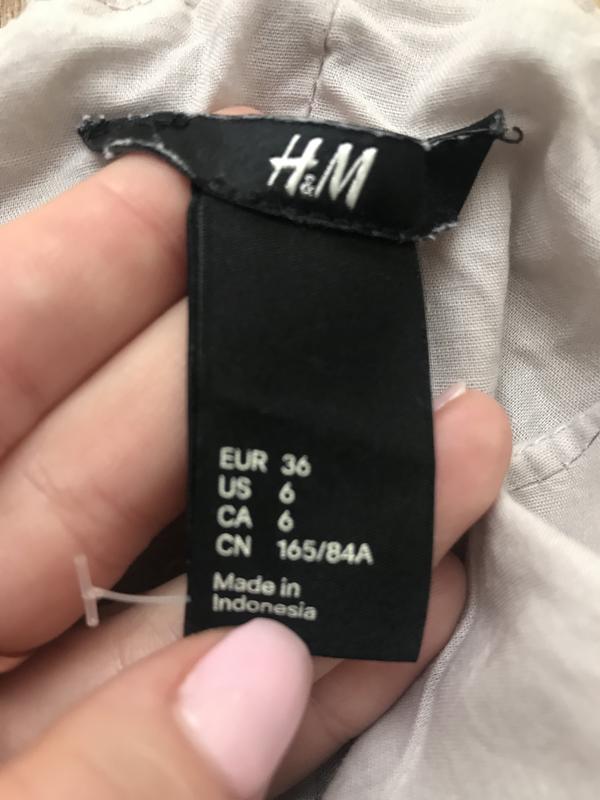 H&M
EUR 36
US 6
CA 6
CN 165/84A
Made in
Indonesia